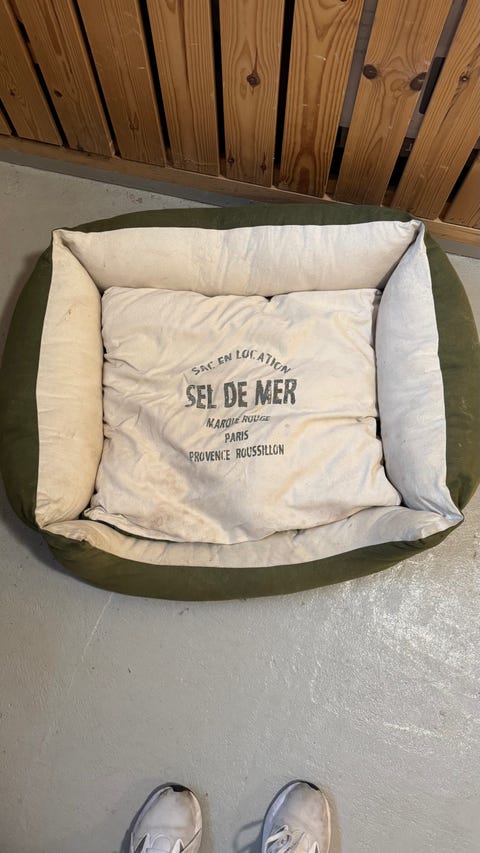 SAC EN LOCATION
SEL DE MER
MARQUE ROUGE
PARIS
PROVENCE ROUSSILLON